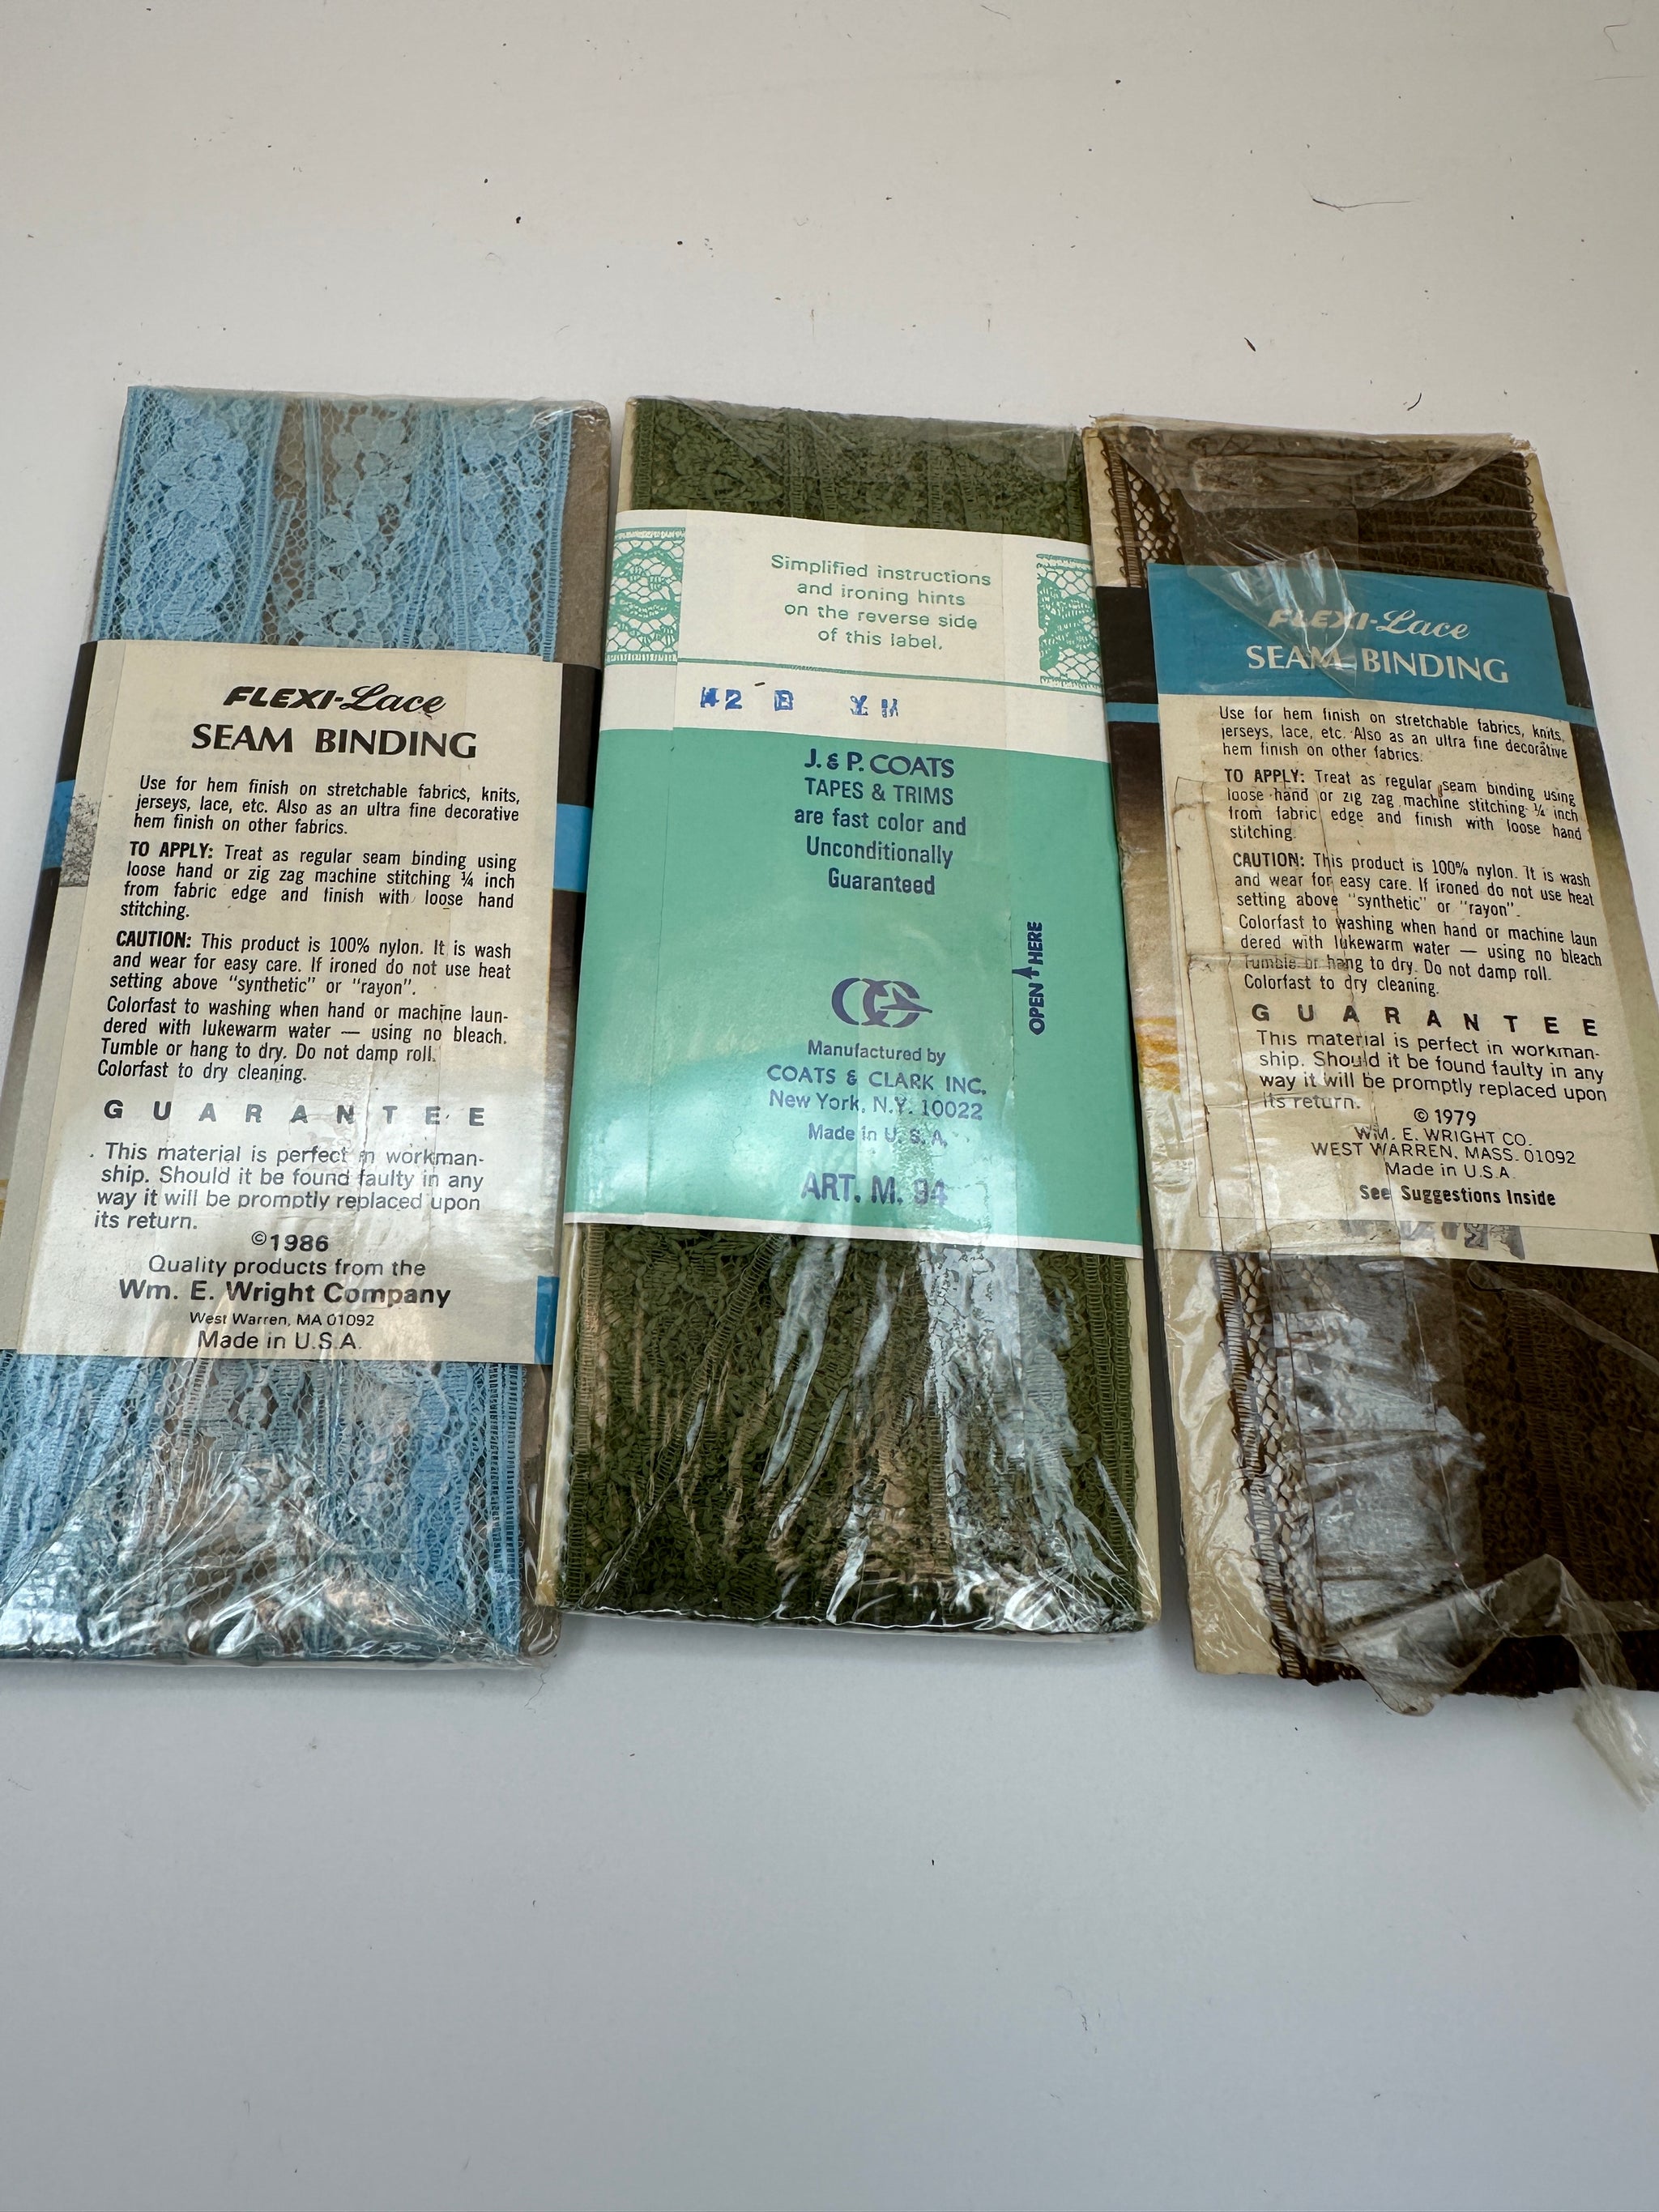 FLEXI-Lace
SEAM BINDING
Use for hem finish on stretchable fabrics, knits,
jerseys, lace, etc. Also as an ultra fine decorative
hem finish on other fabrics.
TO APPLY: Treat as regular seam binding using
loose hand or zig zag machine stitching ¼ inch
from fabric edge and finish with loose hand
stitching.
CAUTION: This product is 100% nylon. It is wash
and wear for easy care. If ironed do not use heat
setting above "synthetic" or "rayon".
Colorfast to washing when hand or machine laun-
dered with lukewarm water — using no bleach.
Tumble or hang to dry. Do not damp roll.
Colorfast to dry cleaning.
GUARANTEE
This material is perfect in workman-
ship. Should it be found faulty in any
way it will be promptly replaced upon
its return.
©1986
Quality products from the
Wm. E. Wright Company
West Warren, MA 01092
Made in U.S.A.
Simplified instructions
and ironing hints
on the reverse side
of this label.
J. & P. COATS
TAPES & TRIMS
are fast color and
Unconditionally
Guaranteed
OPEN HERE
Manufactured by
COATS & CLARK INC.
New York, N.Y. 10022
Made in U.S.A.
ART. M. 94
FLEXI-Lace
SEAM BINDING
Use for hem finish on stretchable fabrics, knits,
jerseys, lace, etc. Also as an ultra fine decorative
hem finish on other fabrics.
TO APPLY: Treat as regular seam binding using
loose hand or zig zag machine stitching ¼ inch
from fabric edge and finish with loose hand
stitching.
CAUTION: This product is 100% nylon. It is wash
and wear for easy care. If ironed do not use heat
setting above "synthetic" or "rayon".
Colorfast to washing when hand or machine laun
dered with lukewarm water — using no bleach
Tumble or hang to dry. Do not damp roll.
Colorfast to dry cleaning.
GUARANTEE
This material is perfect in workman-
ship. Should it be found faulty in any
way it will be promptly replaced upon
its return.
© 1979
WM. E. WRIGHT CO.
WEST WARREN, MASS. 01092
Made in U.S.A.
See Suggestions Inside